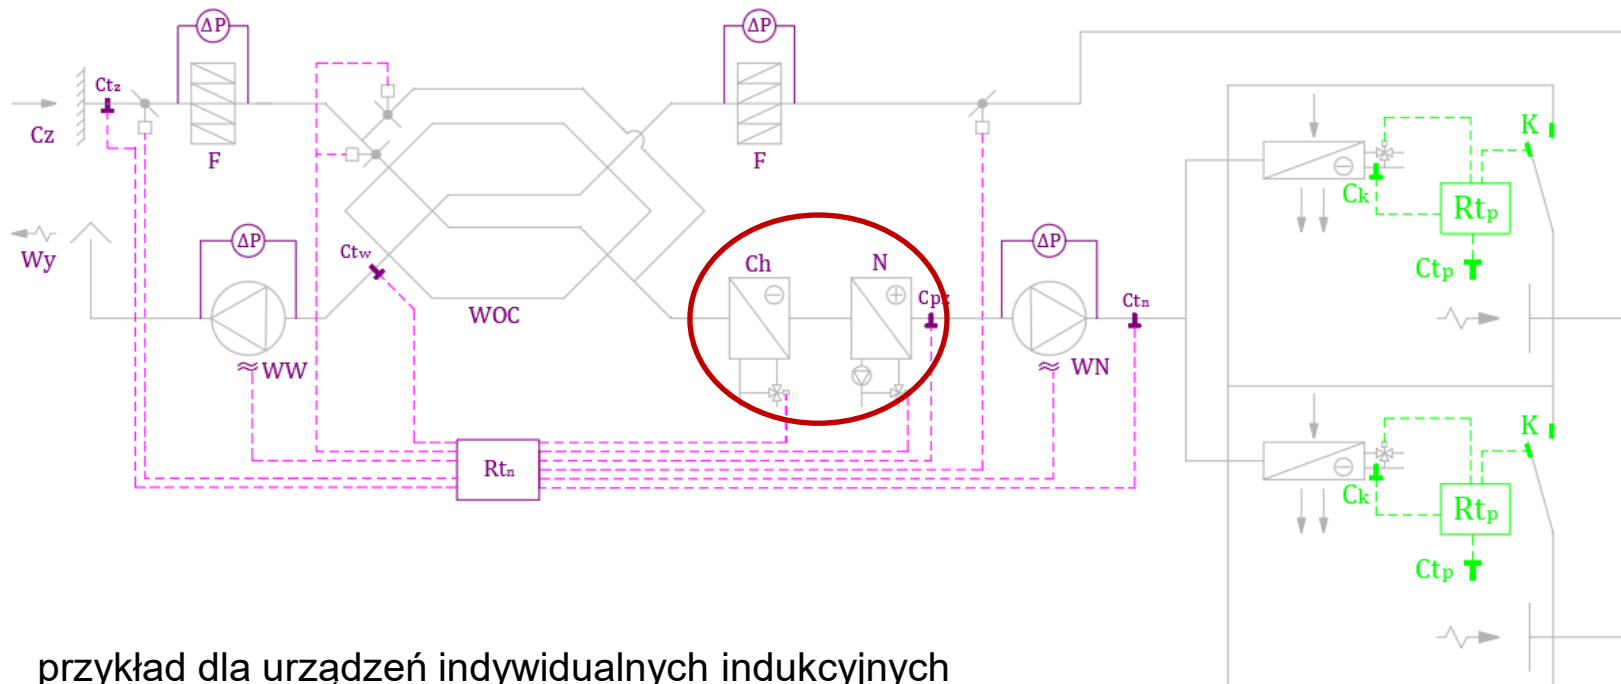 ΔP
ΔP
Ctz
Cz
F
F
K
Ck
Rtp
Ctp
Wy
ΔP
Ctw
WOC
Ch
N
ΔP
Ctn
WW
WN
Rtn
K
Ck
Rtp
Ctp
przykład dla urządzeń indywidualnych indukcyjnych